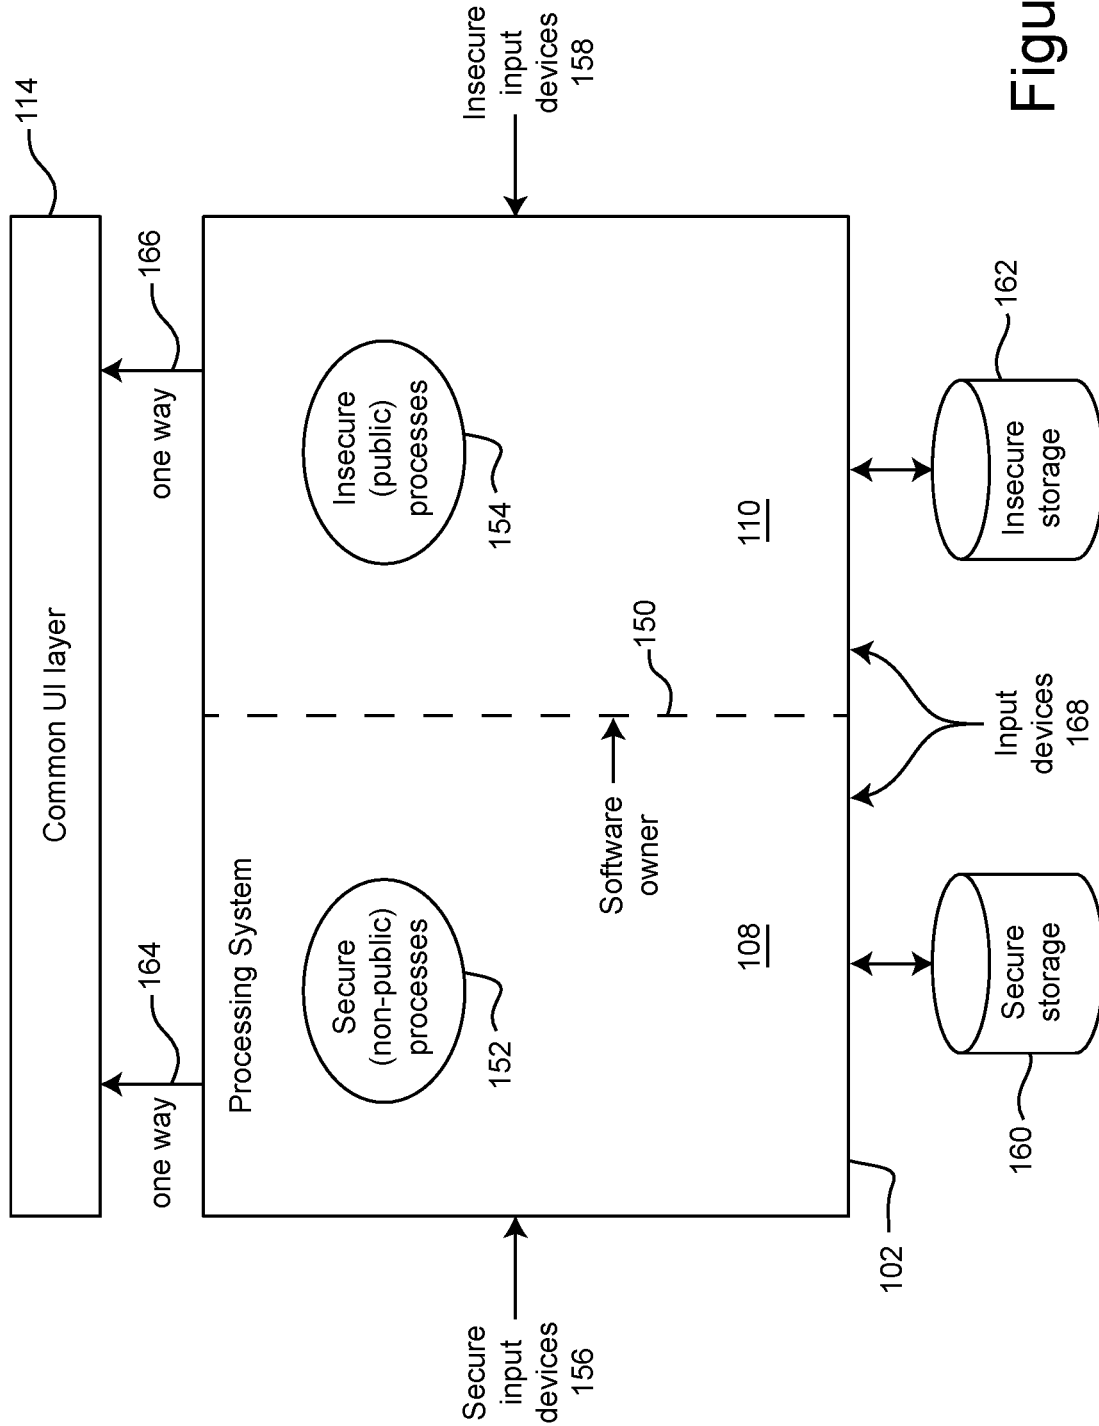 114
Common UI layer
one way
164
one way
166
Processing System
Secure
(non-public)
processes
152
Insecure
(public)
processes
154
Secure
input
devices
156
Insecure
input
devices
158
Software
owner
150
108
110
102
160
Secure
storage
Input
devices
168
Insecure
storage
162
Figu